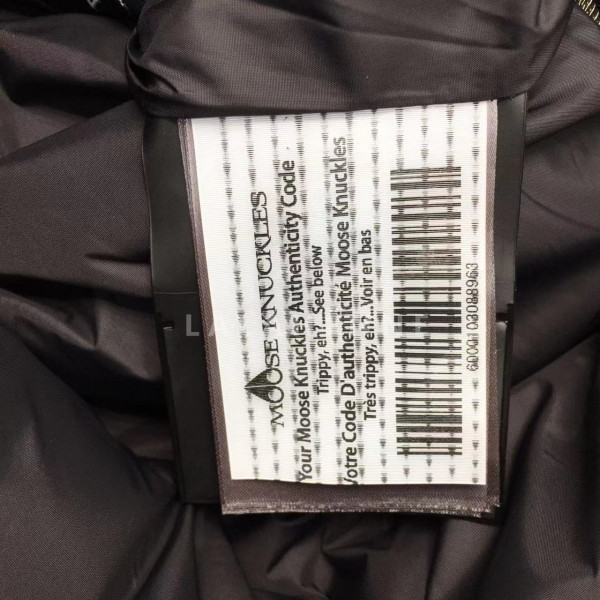 MOOSE KNUCKLES
Your Moose Knuckles Authenticity Code
Trippy, eh?...See below
Votre Code D'authenticité Moose Knuckles
Très trippy, eh?...Voir en bas
6000103088963